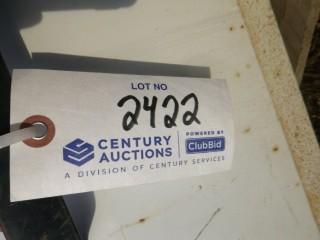 LOT NO
2422
CENTURY AUCTIONS
POWERED BY
ClubBid
A DIVISION OF CENTURY SERVICES